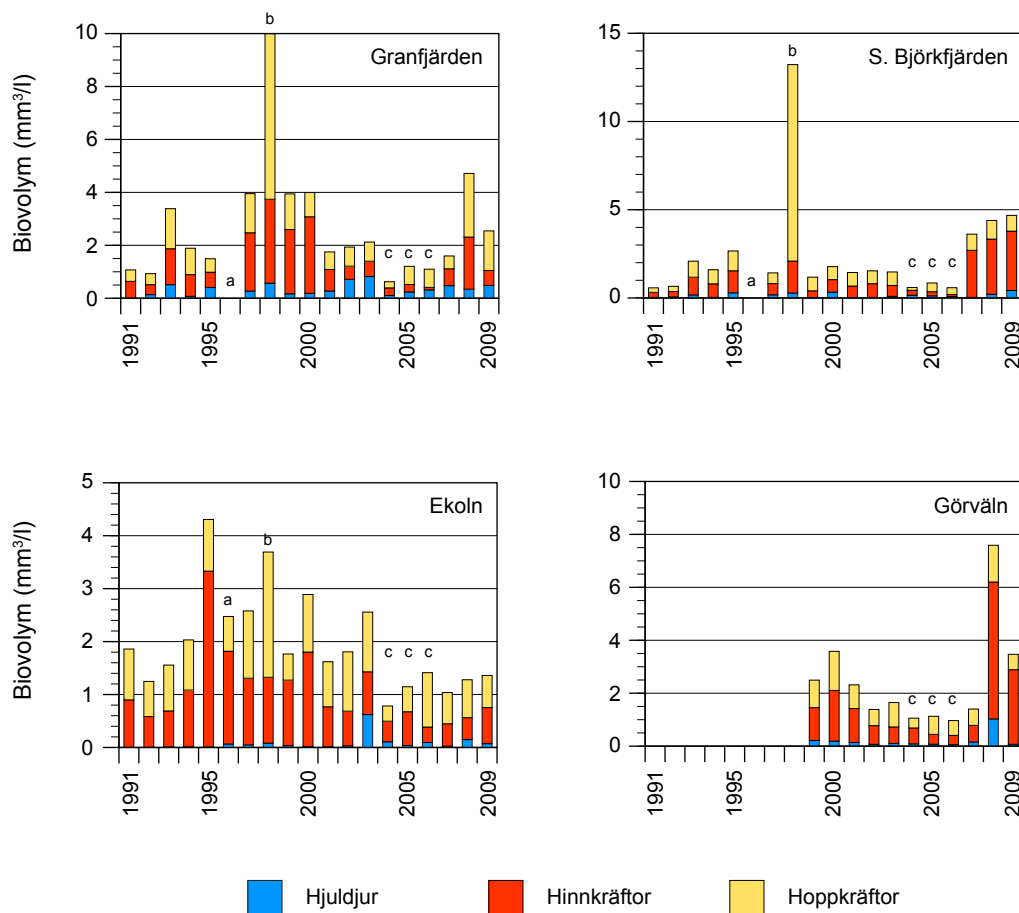 Biovolym (mm³/l)
10
8
6
4
2
0
b
Granfjärden
a
c c c
1991
1995
2000
2005
2009
15
10
5
0
b
S. Björkfjärden
a
c c c
1991
1995
2000
2005
2009
Biovolym (mm³/l)
5
4
3
2
1
0
Ekoln
b
a
c c c
1991
1995
2000
2005
2009
10
8
6
4
2
0
Görväln
c c c
1991
1995
2000
2005
2009
Hjuldjur Hinnkräftor Hoppkräftor